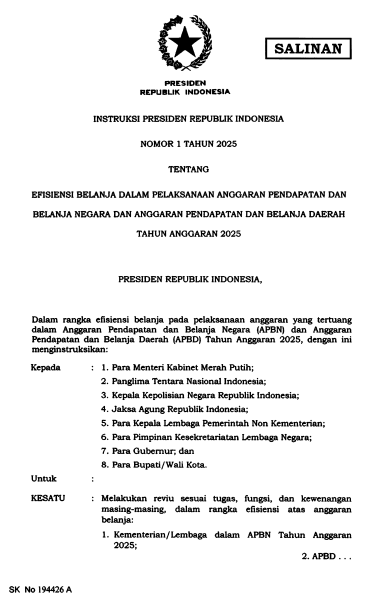 SALINAN
PRESIDEN
REPUBLIK INDONESIA
INSTRUKSI PRESIDEN REPUBLIK INDONESIA
NOMOR 1 TAHUN 2025
TENTANG
EFISIENSI BELANJA DALAM PELAKSANAAN ANGGARAN PENDAPATAN DAN
BELANJA NEGARA DAN ANGGARAN PENDAPATAN DAN BELANJA DAERAH
TAHUN ANGGARAN 2025
PRESIDEN REPUBLIK INDONESIA,
Dalam rangka efisiensi belanja pada pelaksanaan anggaran yang tertuang
dalam Anggaran Pendapatan dan Belanja Negara (APBN) dan Anggaran
Pendapatan dan Belanja Daerah (APBD) Tahun Anggaran 2025, dengan ini
menginstruksikan:
Kepada : 1. Para Menteri Kabinet Merah Putih;
2. Panglima Tentara Nasional Indonesia;
3. Kepala Kepolisian Negara Republik Indonesia;
4. Jaksa Agung Republik Indonesia;
5. Para Kepala Lembaga Pemerintah Non Kementerian;
6. Para Pimpinan Kesekretariatan Lembaga Negara;
7. Para Gubernur; dan
8. Para Bupati/Wali Kota.
Untuk :
KESATU : Melakukan reviu sesuai tugas, fungsi, dan kewenangan
masing-masing, dalam rangka efisiensi atas anggaran
belanja:
1. Kementerian/Lembaga dalam APBN Tahun Anggaran
2025;
2. APBD . . .
SK No 194426 A